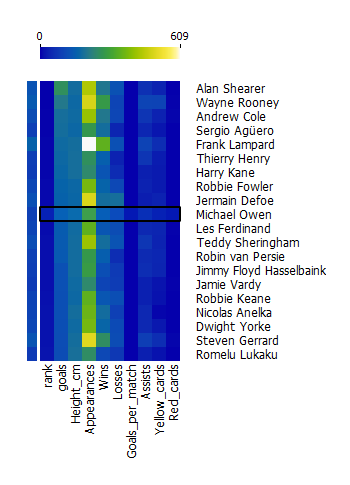 0 609
Alan Shearer
Wayne Rooney
Andrew Cole
Sergio Agüero
Frank Lampard
Thierry Henry
Harry Kane
Robbie Fowler
Jermain Defoe
Michael Owen
Les Ferdinand
Teddy Sheringham
Robin van Persie
Jimmy Floyd Hasselbaink
Jamie Vardy
Robbie Keane
Nicolas Anelka
Dwight Yorke
Steven Gerrard
Romelu Lukaku
rank
goals
Height_cm
Appearances
Wins
Losses
Goals_per_match
Assists
Yellow_cards
Red_cards